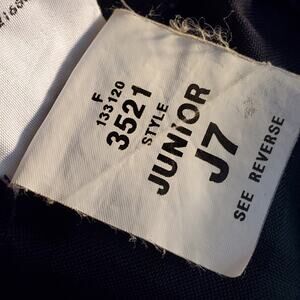 F
133120
3521
STYLE
JUNiOR
J7
SEE REVERSE